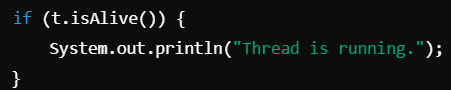 if (t.isAlive()) {
    System.out.println("Thread is running.");
}